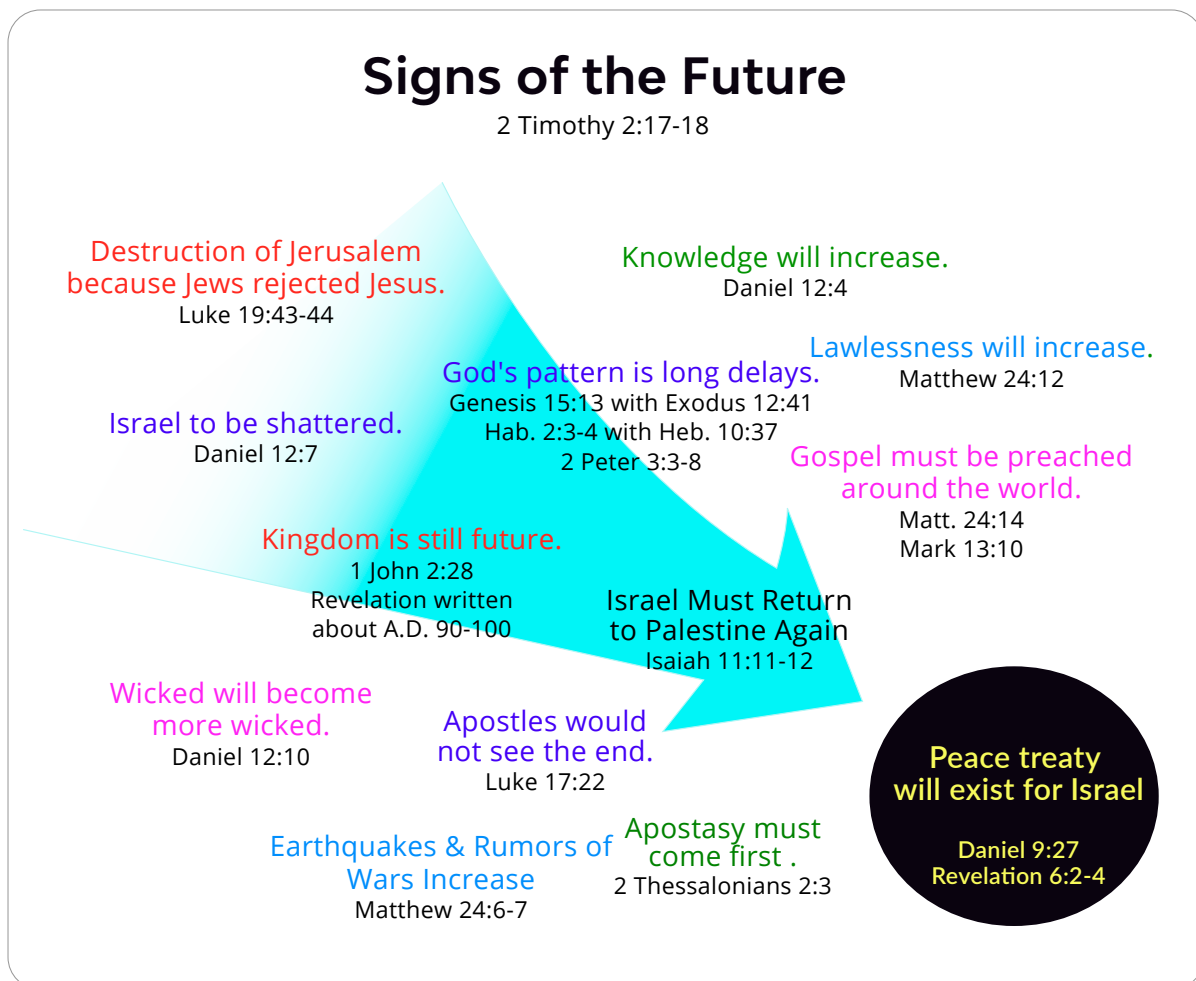 Signs of the Future
2 Timothy 2:17-18
Destruction of Jerusalem
because Jews rejected Jesus.
Luke 19:43-44
Knowledge will increase.
Daniel 12:4
Lawlessness will increase.
Matthew 24:12
God's pattern is long delays.
Genesis 15:13 with Exodus 12:41
Hab. 2:3-4 with Heb. 10:37
2 Peter 3:3-8
Israel to be shattered.
Daniel 12:7
Gospel must be preached
around the world.
Matt. 24:14
Mark 13:10
Kingdom is still future.
1 John 2:28
Revelation written
about A.D. 90-100
Israel Must Return
to Palestine Again
Isaiah 11:11-12
Wicked will become
more wicked.
Daniel 12:10
Apostles would
not see the end.
Luke 17:22
Peace treaty
will exist for Israel
Daniel 9:27
Revelation 6:2-4
Earthquakes & Rumors of
Wars Increase
Matthew 24:6-7
Apostasy must
come first .
2 Thessalonians 2:3